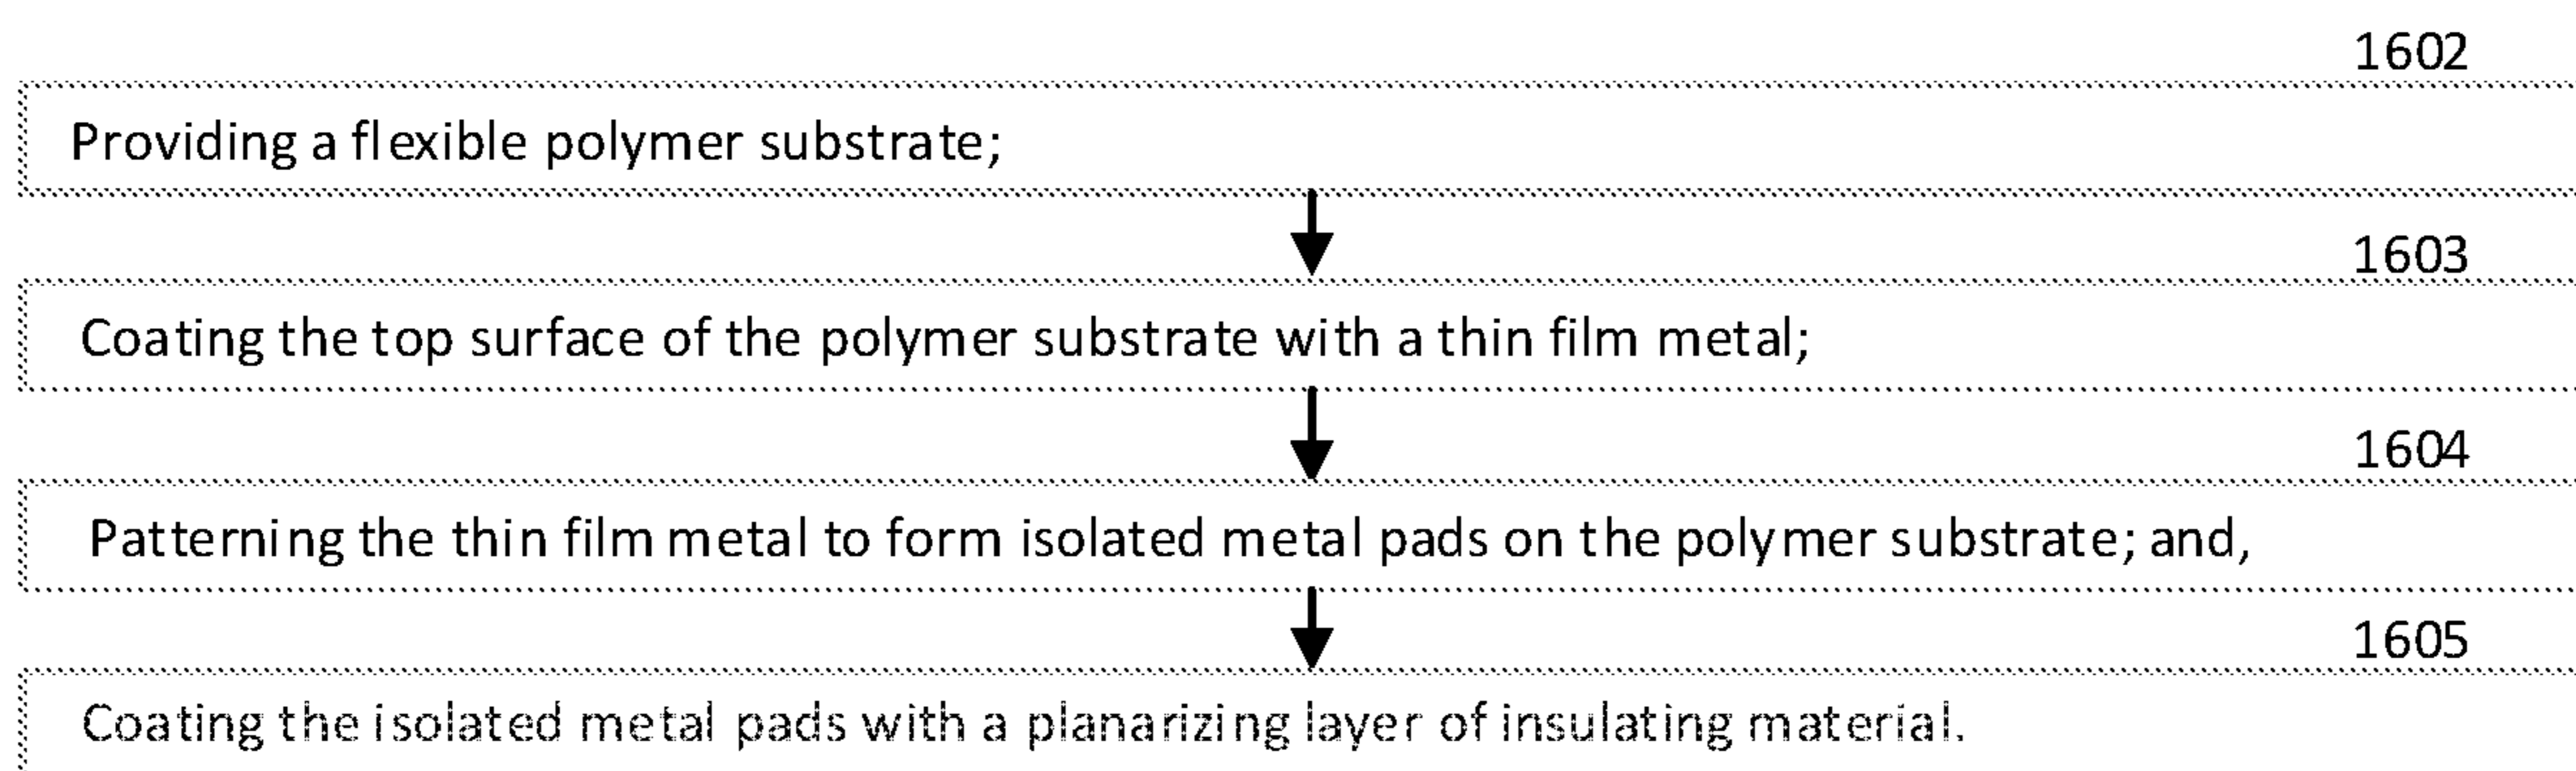 1602
Providing a flexible polymer substrate;
1603
Coating the top surface of the polymer substrate with a thin film metal;
1604
Patterning the thin film metal to form isolated metal pads on the polymer substrate; and,
1605
Coating the isolated metal pads with a planarizing layer of insulating material.